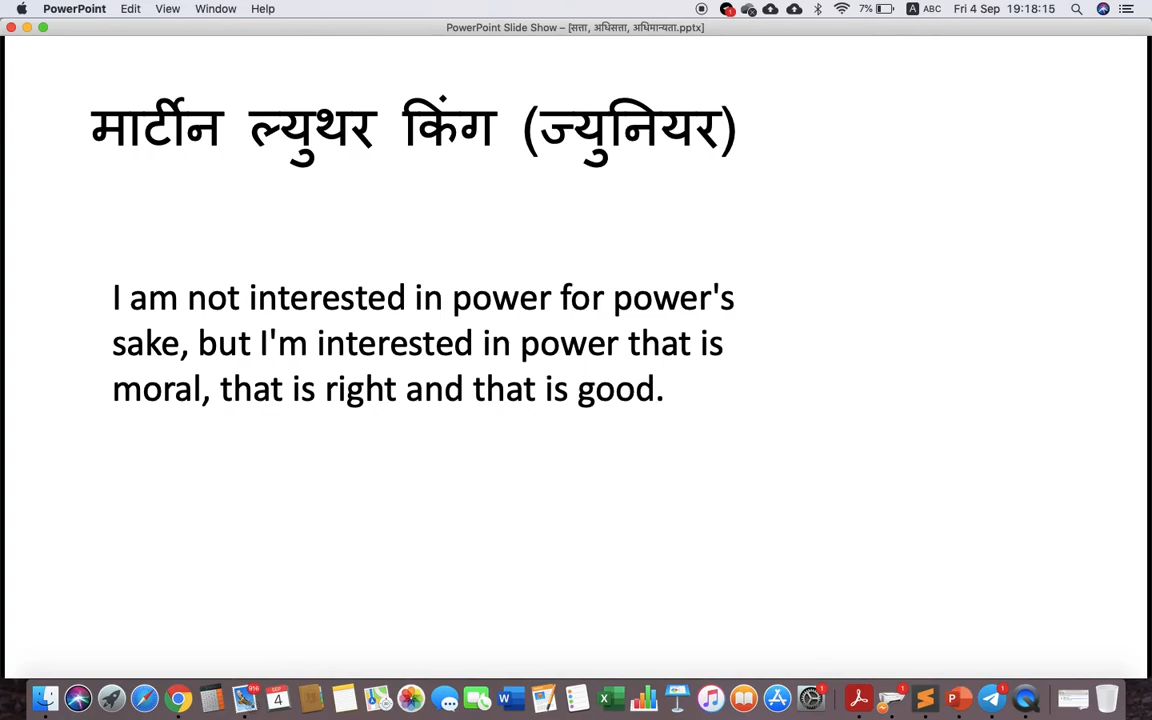 PowerPoint Edit View Window Help 7% A ABC Fri 4 Sep 19:18:15
PowerPoint Slide Show – [सत्ता, अधिसत्ता, अधिमान्यता.pptx]
मार्टीन ल्युथर किंग (ज्युनियर)
I am not interested in power for power's
sake, but I'm interested in power that is
moral, that is right and that is good.